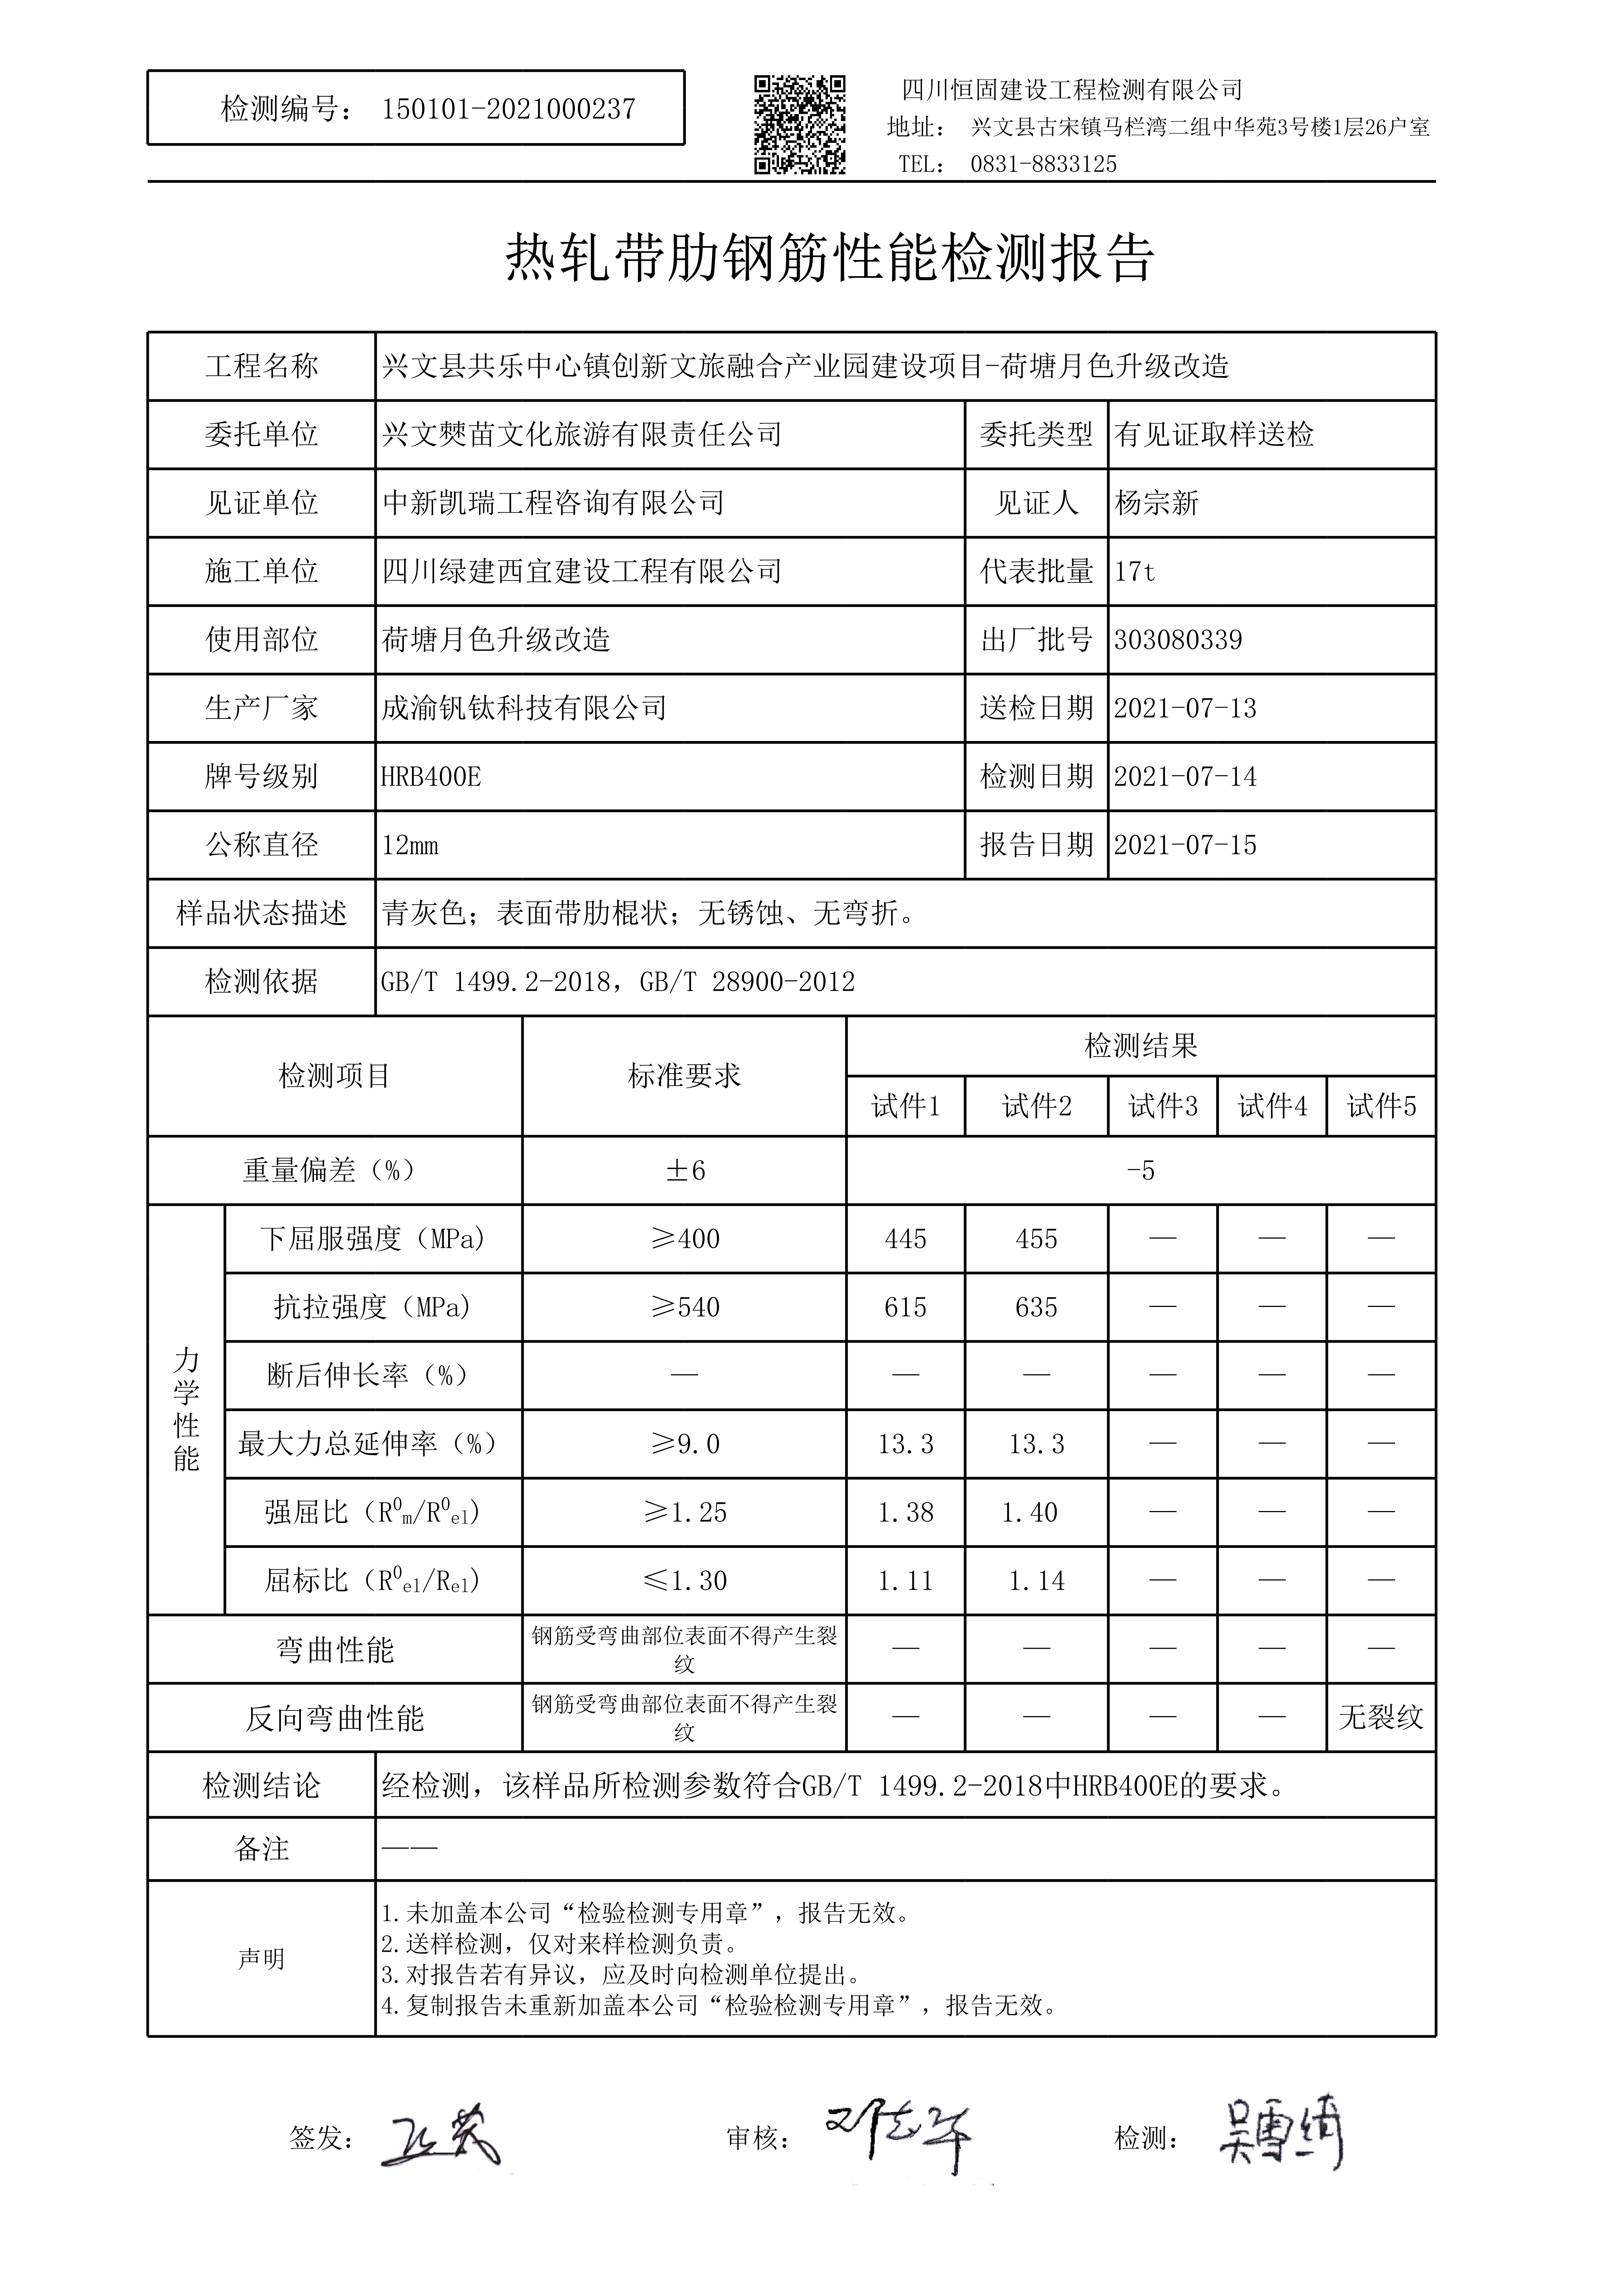 检测编号： 150101-2021000237
四川恒固建设工程检测有限公司
地址： 兴文县古宋镇马栏湾二组中华苑3号楼1层26户室
TEL： 0831-8833125
热轧带肋钢筋性能检测报告
工程名称 兴文县共乐中心镇创新文旅融合产业园建设项目-荷塘月色升级改造
委托单位 兴文僰苗文化旅游有限责任公司 委托类型 有见证取样送检
见证单位 中新凯瑞工程咨询有限公司 见证人 杨宗新
施工单位 四川绿建西宜建设工程有限公司 代表批量 17t
使用部位 荷塘月色升级改造 出厂批号 303080339
生产厂家 成渝钒钛科技有限公司 送检日期 2021-07-13
牌号级别 HRB400E 检测日期 2021-07-14
公称直径 12mm 报告日期 2021-07-15
样品状态描述 青灰色；表面带肋棍状；无锈蚀、无弯折。
检测依据 GB/T 1499.2-2018，GB/T 28900-2012
检测项目 标准要求 检测结果
试件1 试件2 试件3 试件4 试件5
重量偏差（%） ±6 -5
力学性能
下屈服强度（MPa） ≥400 445 455 — — —
抗拉强度（MPa） ≥540 615 635 — — —
断后伸长率（%） — — — — — —
最大力总延伸率（%） ≥9.0 13.3 13.3 — — —
强屈比（R⁰m/R⁰el） ≥1.25 1.38 1.40 — — —
屈标比（R⁰el/Rel） ≤1.30 1.11 1.14 — — —
弯曲性能 钢筋受弯曲部位表面不得产生裂
纹 — — — — —
反向弯曲性能 钢筋受弯曲部位表面不得产生裂
纹 — — — — 无裂纹
检测结论 经检测，该样品所检测参数符合GB/T 1499.2-2018中HRB400E的要求。
备注 ——
声明
1.未加盖本公司“检验检测专用章”，报告无效。
2.送样检测，仅对来样检测负责。
3.对报告若有异议，应及时向检测单位提出。
4.复制报告未重新加盖本公司“检验检测专用章”，报告无效。
签发： 审核： 检测： 吴雪绮